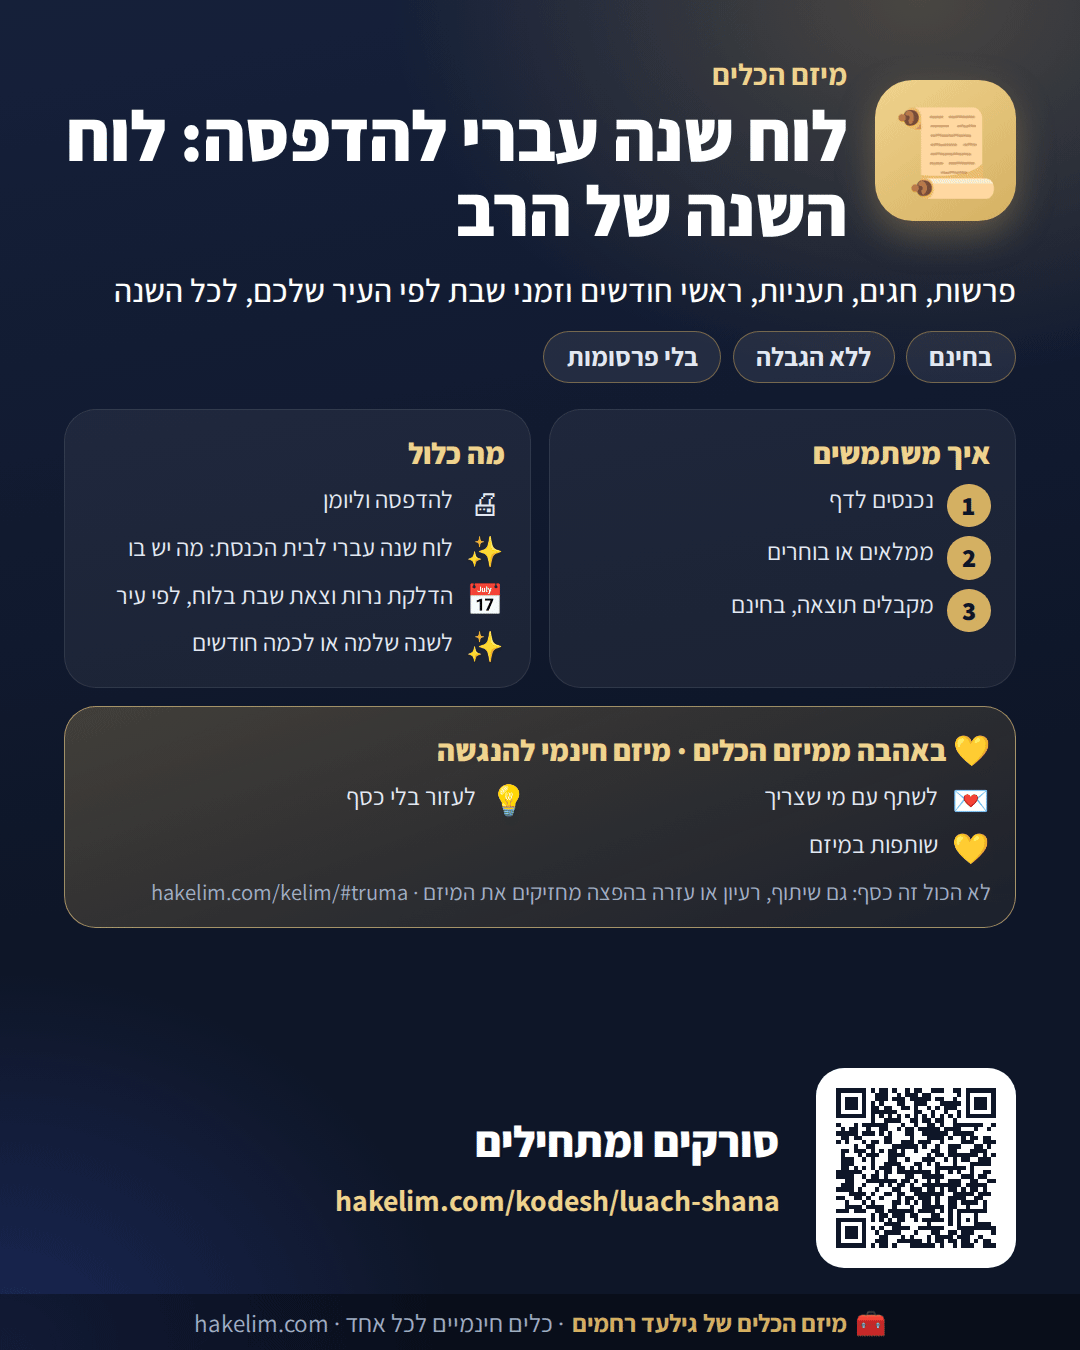 מיזם הכלים
לוח שנה עברי להדפסה: לוח
השנה של הרב
פרשות, חגים, תעניות, ראשי חודשים וזמני שבת לפי העיר שלכם, לכל השנה
בחינם
ללא הגבלה
בלי פרסומות
איך משתמשים
1 נכנסים לדף
2 ממלאים או בוחרים
3 מקבלים תוצאה, בחינם
מה כלול
🖨 להדפסה וליומן
✨ לוח שנה עברי לבית הכנסת: מה יש בו
📅 הדלקת נרות וצאת שבת בלוח, לפי עיר
✨ לשנה שלמה או לכמה חודשים
💛 באהבה ממיזם הכלים · מיזם חינמי להנגשה
💌 לשתף עם מי שצריך
💡 לעזור בלי כסף
💛 שותפות במיזם
לא הכול זה כסף: גם שיתוף, רעיון או עזרה בהפצה מחזיקים את המיזם · hakelim.com/kelim/#truma
סורקים ומתחילים
hakelim.com/kodesh/luach-shana
🧰 מיזם הכלים של גילעד רחמים · כלים חינמיים לכל אחד · hakelim.com